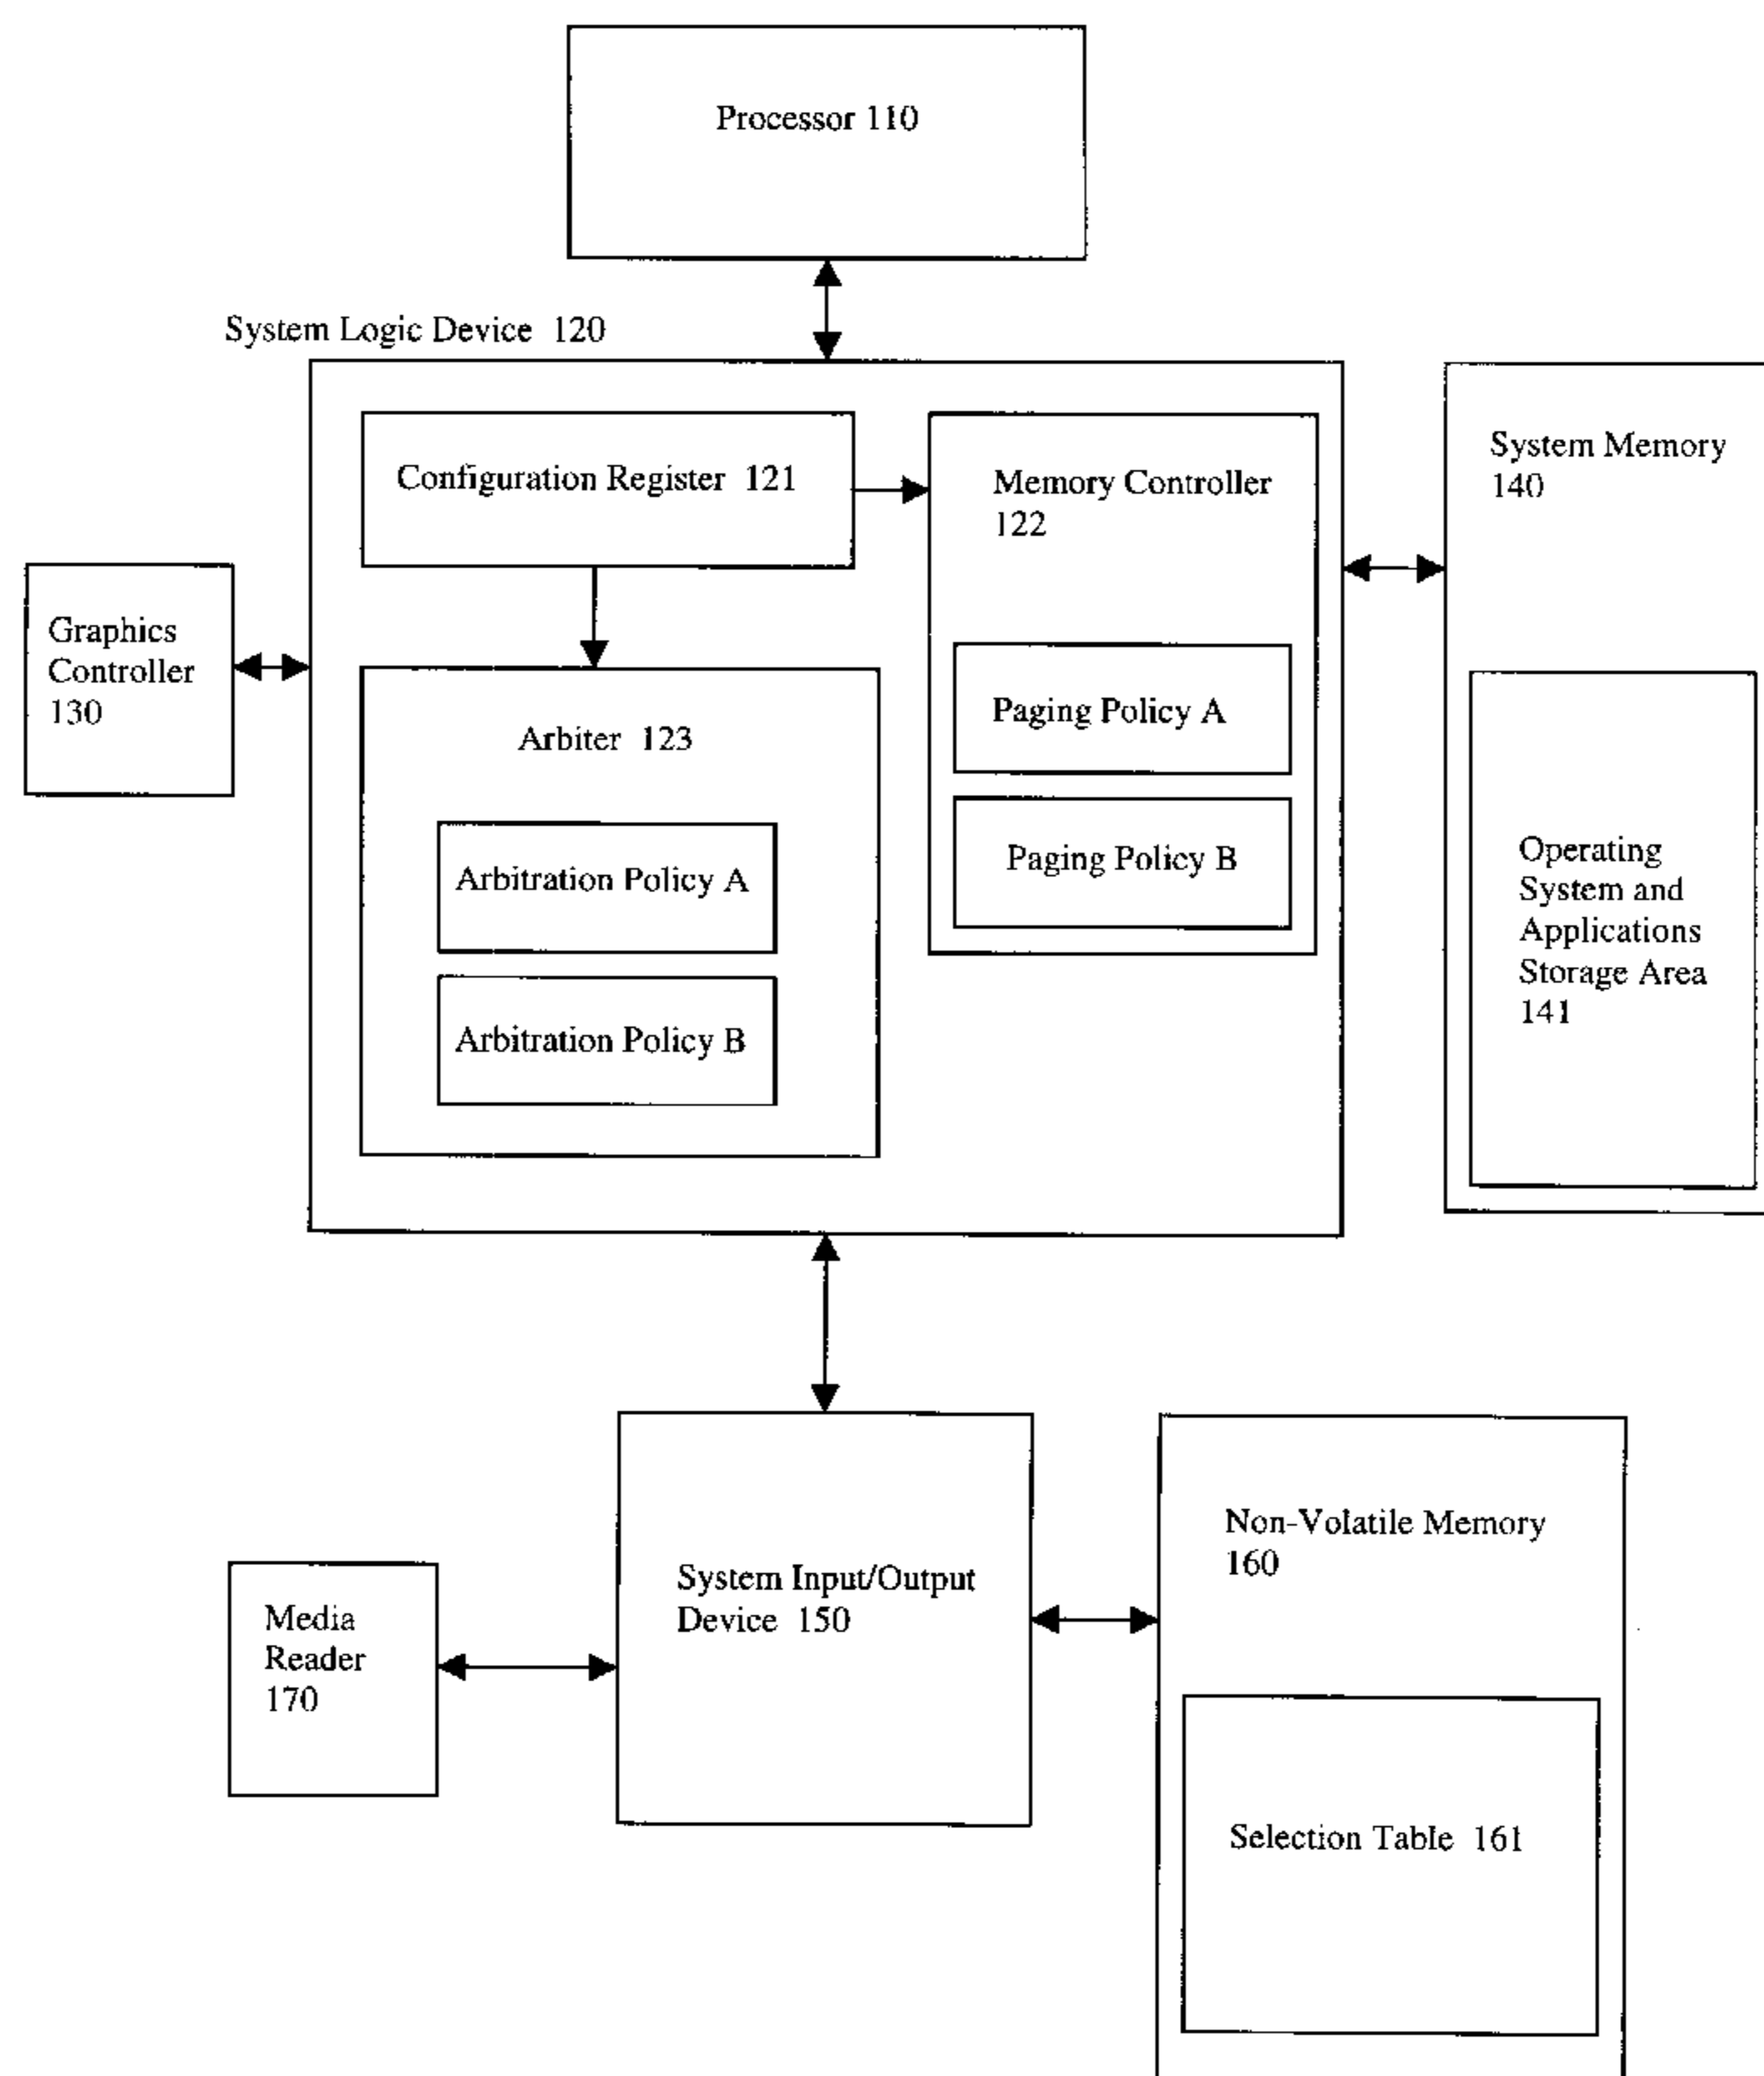 Processor 110
System Logic Device 120
Configuration Register 121
Memory Controller
122
System Memory
140
Graphics
Controller
130
Arbiter 123
Paging Policy A
Arbitration Policy A
Paging Policy B
Operating
System and
Applications
Storage Area
141
Arbitration Policy B
Non-Volatile Memory
160
System Input/Output
Device 150
Media
Reader
170
Selection Table 161